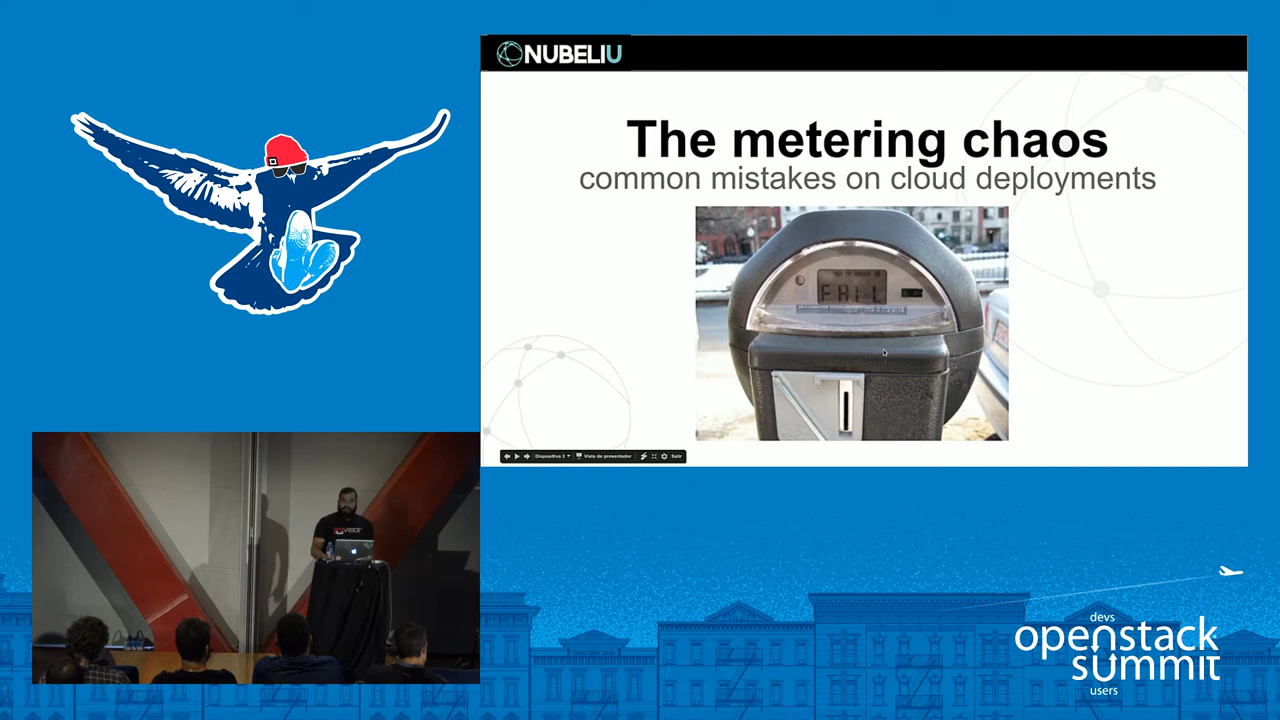 NUBELIU
The metering chaos
common mistakes on cloud deployments
FAIL
Diapositiva 3
Vista de presentador
Salir
devs
openstack
summit
users